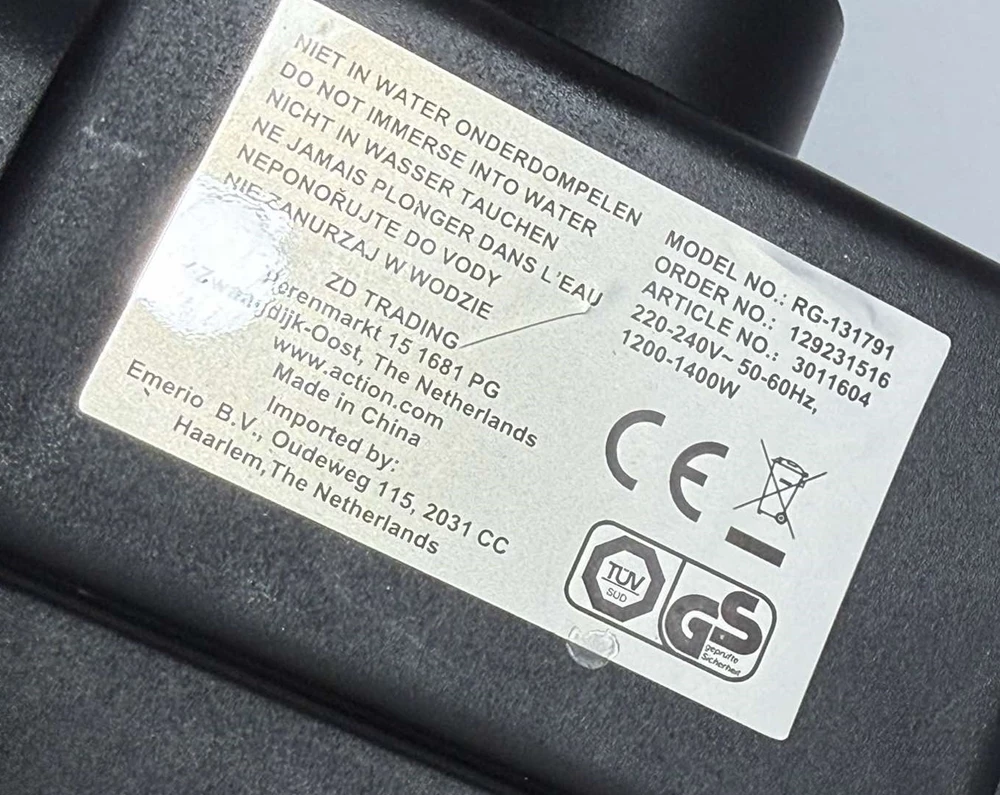 NIET IN WATER ONDERDOMPELEN
DO NOT IMMERSE INTO WATER
NICHT IN WASSER TAUCHEN
NE JAMAIS PLONGER DANS L'EAU
NEPONOŘUJTE DO VODY
NIE ZANURZAJ W WODZIE
ZD TRADING
15 1681 PG
The Netherlands
www.action.com
Made in China
Imported by:
Emerio B.V., Oudeweg 115, 2031 CC
Haarlem,The Netherlands
MODEL NO.: RG-131791
ORDER NO.: 129231516
ARTICLE NO.: 3011604
220-240V~ 50-60Hz,
1200-1400W
CE
TÜV
SÜD
GS
geprüfte
Sicherheit